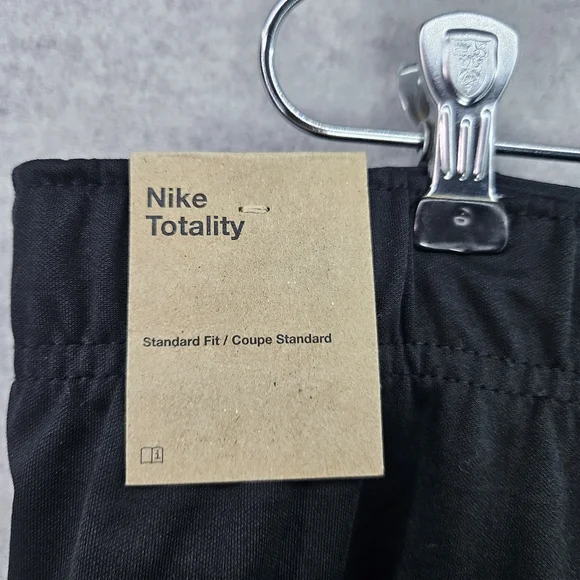 Nike
Totality
Standard Fit / Coupe Standard
i